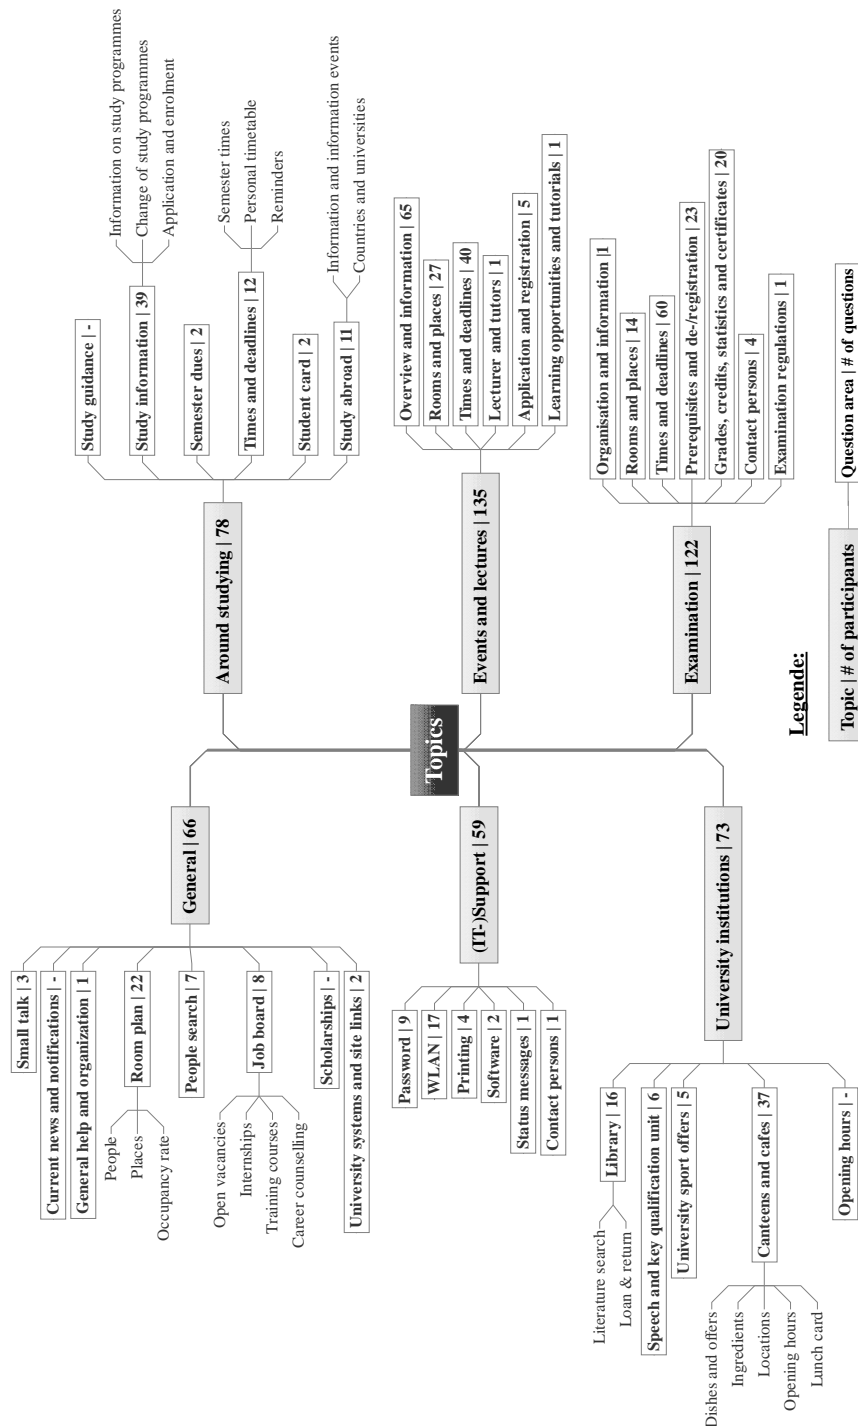 Topics
General | 66
Small talk | 3
Current news and notifications | -
General help and organization | 1
Room plan | 22
People
Places
Occupancy rate
People search | 7
Job board | 8
Open vacancies
Internships
Training courses
Career counselling
Scholarships | -
University systems and site links | 2
(IT-)Support | 59
Password | 9
WLAN | 17
Printing | 4
Software | 2
Status messages | 1
Contact persons | 1
University institutions | 73
Library | 16
Literature search
Loan & return
Speech and key qualification unit | 6
University sport offers | 5
Canteens and cafes | 37
Dishes and offers
Ingredients
Locations
Opening hours
Lunch card
Opening hours | -
Around studying | 78
Study guidance | -
Study information | 39
Information on study programmes
Change of study programmes
Application and enrolment
Semester dues | 2
Times and deadlines | 12
Semester times
Personal timetable
Reminders
Student card | 2
Study abroad | 11
Information and information events
Countries and universities
Events and lectures | 135
Overview and information | 65
Rooms and places | 27
Times and deadlines | 40
Lecturer and tutors | 1
Application and registration | 5
Learning opportunities and tutorials | 1
Examination | 122
Organisation and information |1
Rooms and places | 14
Times and deadlines | 60
Prerequisites and de-/registration | 23
Grades, credits, statistics and certificates | 20
Contact persons | 4
Examination regulations | 1
Legende:
Topic | # of participants
Question area | # of questions